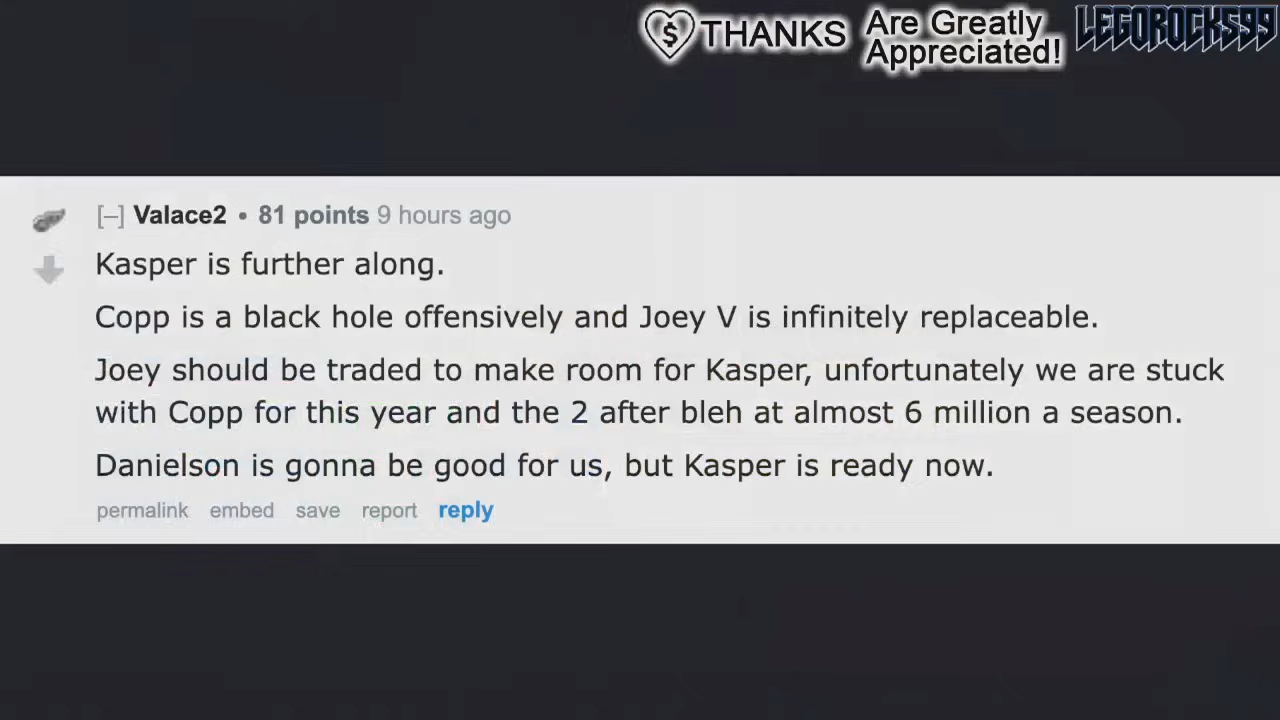 THANKS Are Greatly
Appreciated!
LEGOROCKS99
[–] Valace2 • 81 points 9 hours ago
Kasper is further along.
Copp is a black hole offensively and Joey V is infinitely replaceable.
Joey should be traded to make room for Kasper, unfortunately we are stuck
with Copp for this year and the 2 after bleh at almost 6 million a season.
Danielson is gonna be good for us, but Kasper is ready now.
permalink embed save report reply